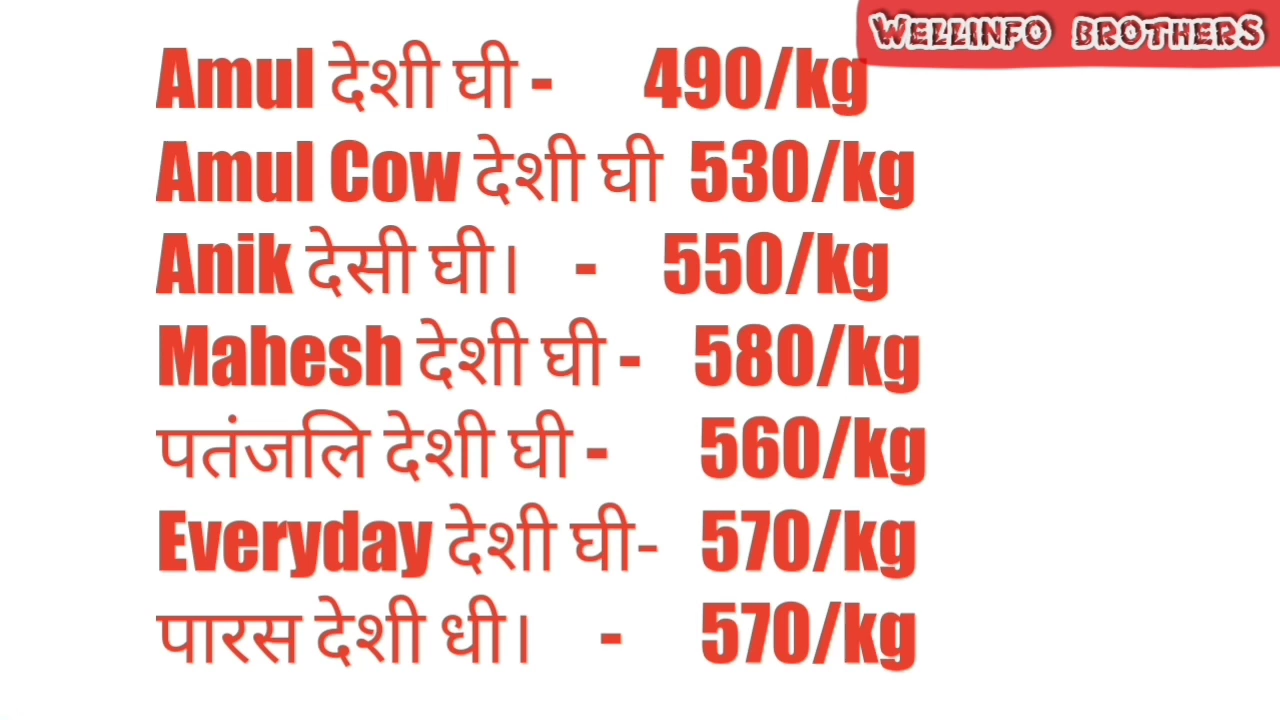 WELLINFO BROTHERS
Amul देशी घी - 490/kg
Amul Cow देशी घी 530/kg
Anik देसी घी। - 550/kg
Mahesh देशी घी - 580/kg
पतंजलि देशी घी - 560/kg
Everyday देशी घी- 570/kg
पारस देशी धी। - 570/kg